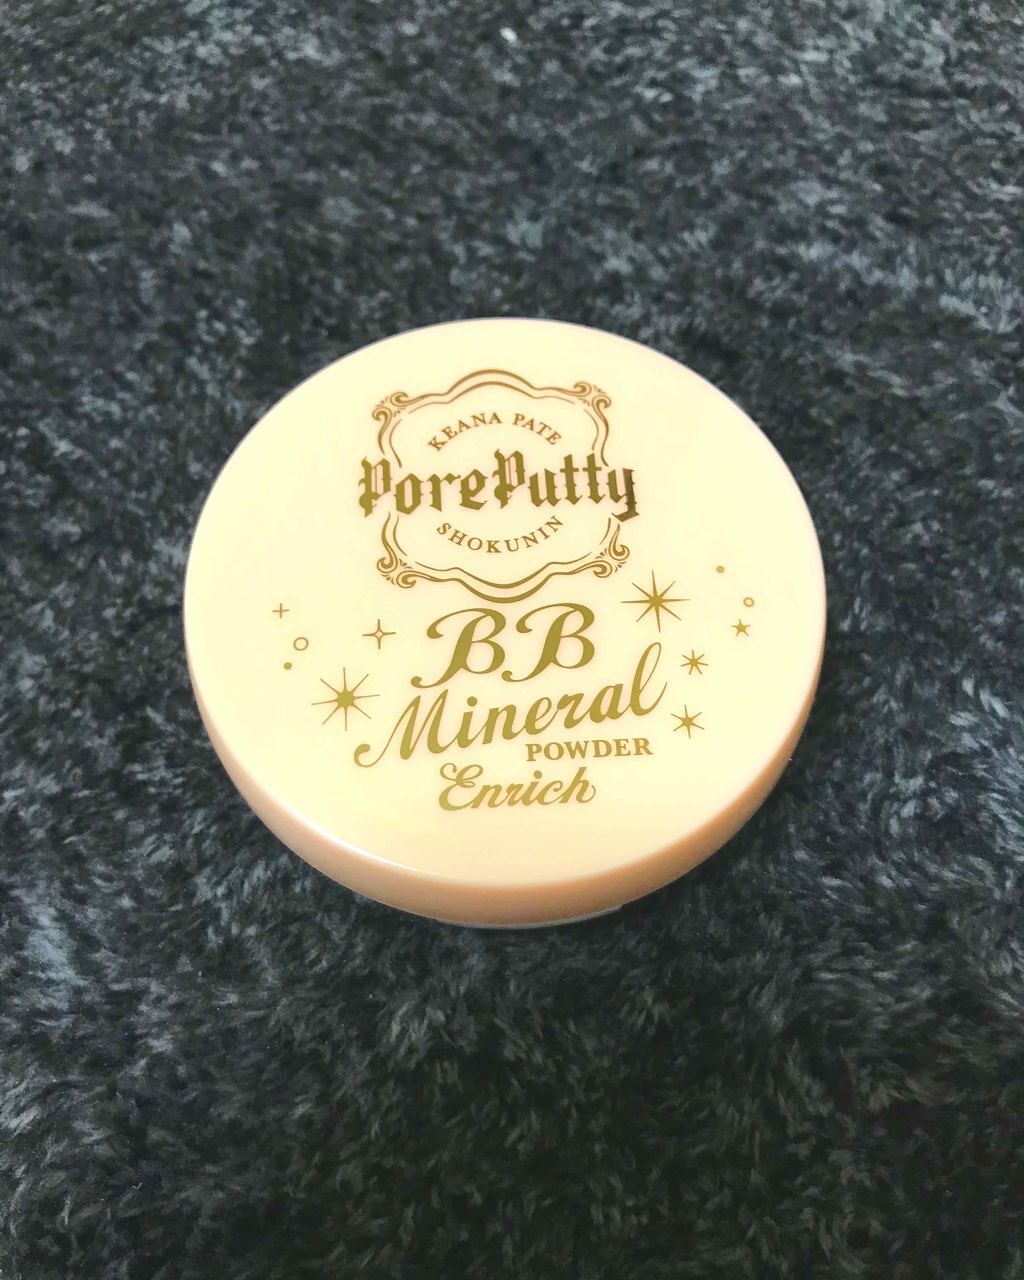 KEANA PATE
PorePutty
SHOKUNIN
BB
Mineral
POWDER
Enrich